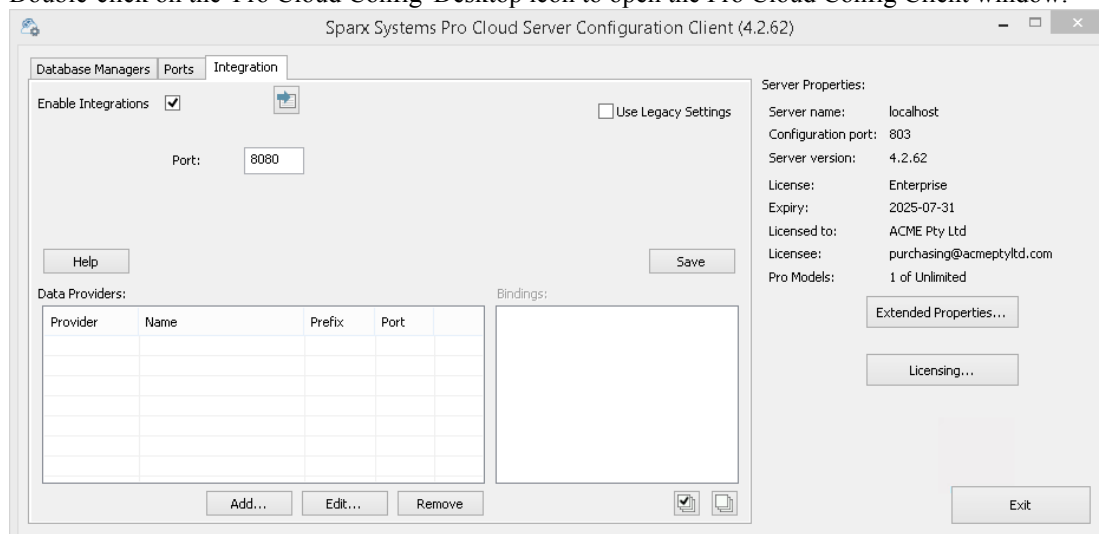 Double-click on the 'Pro Cloud Config' Desktop icon to open the Pro Cloud Config Client window.
Sparx Systems Pro Cloud Server Configuration Client (4.2.62)
Database Managers Ports Integration
Enable Integrations
Use Legacy Settings
Port: 8080
Help
Save
Data Providers:
Bindings:
Provider Name Prefix Port
Add... Edit... Remove
Server Properties:
Server name: localhost
Configuration port: 803
Server version: 4.2.62
License: Enterprise
Expiry: 2025-07-31
Licensed to: ACME Pty Ltd
Licensee: purchasing@acmeptyltd.com
Pro Models: 1 of Unlimited
Extended Properties...
Licensing...
Exit